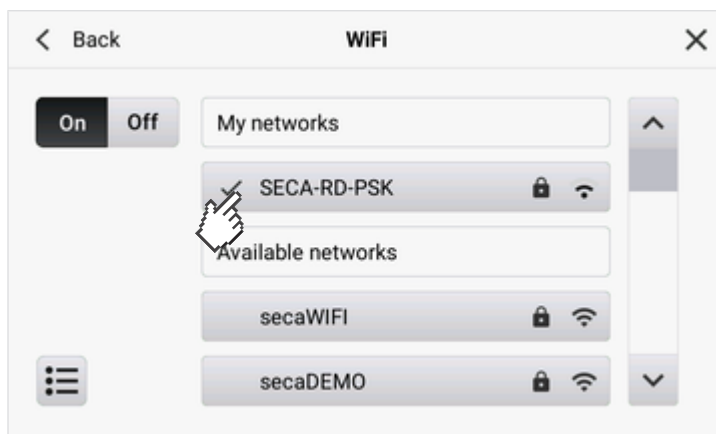 Back
WiFi
On Off
My networks
SECA-RD-PSK
Available networks
secaWIFI
secaDEMO